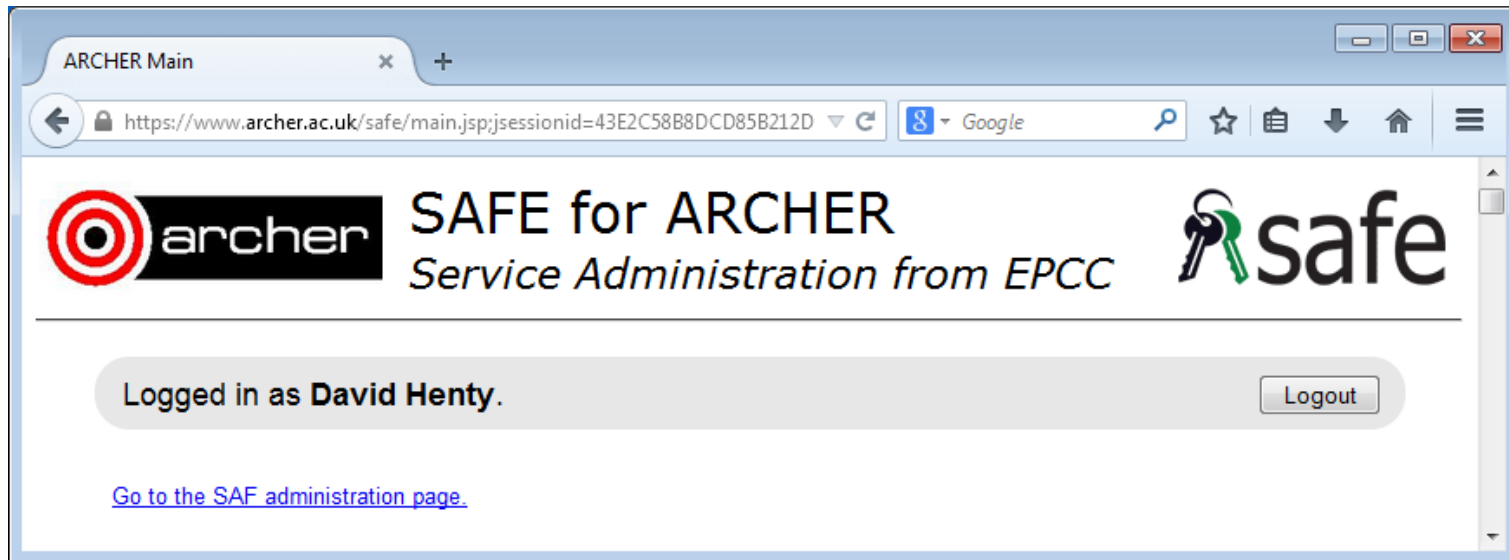 ARCHER Main
https://www.archer.ac.uk/safe/main.jsp;jsessionid=43E2C58B8DCD85B212D
8 Google
archer
SAFE for ARCHER
Service Administration from EPCC
safe
Logged in as David Henty.
Logout
Go to the SAF administration page.